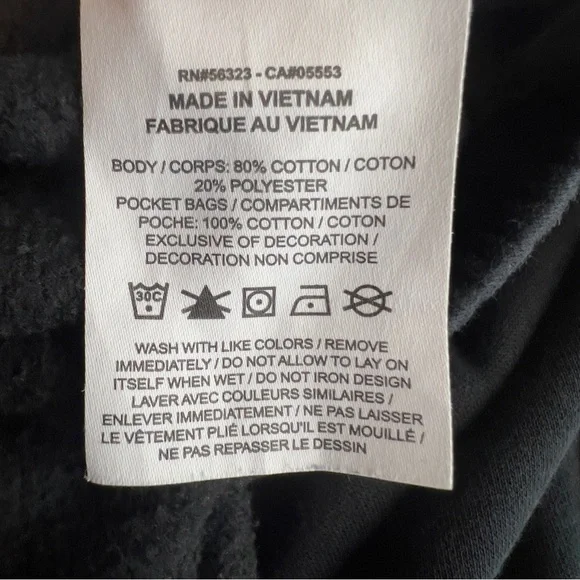 RN#56323 - CA#05553
MADE IN VIETNAM
FABRIQUE AU VIETNAM
BODY / CORPS: 80% COTTON / COTON
20% POLYESTER
POCKET BAGS / COMPARTIMENTS DE
POCHE: 100% COTTON / COTON
EXCLUSIVE OF DECORATION /
DECORATION NON COMPRISE
30C
WASH WITH LIKE COLORS / REMOVE
IMMEDIATELY / DO NOT ALLOW TO LAY ON
ITSELF WHEN WET / DO NOT IRON DESIGN
LAVER AVEC COULEURS SIMILAIRES /
ENLEVER IMMEDIATEMENT / NE PAS LAISSER
LE VÊTEMENT PLIÉ LORSQU'IL EST MOUILLÉ /
NE PAS REPASSER LE DESSIN